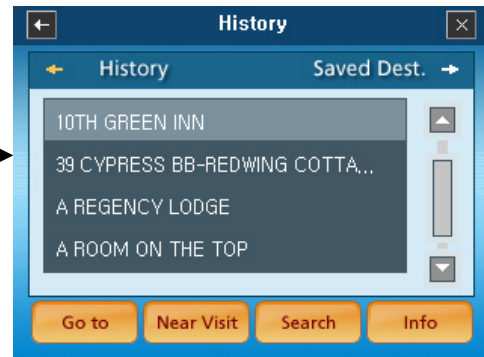 History
History Saved Dest.
10TH GREEN INN
39 CYPRESS BB-REDWING COTTA...
A REGENCY LODGE
A ROOM ON THE TOP
Go to Near Visit Search Info